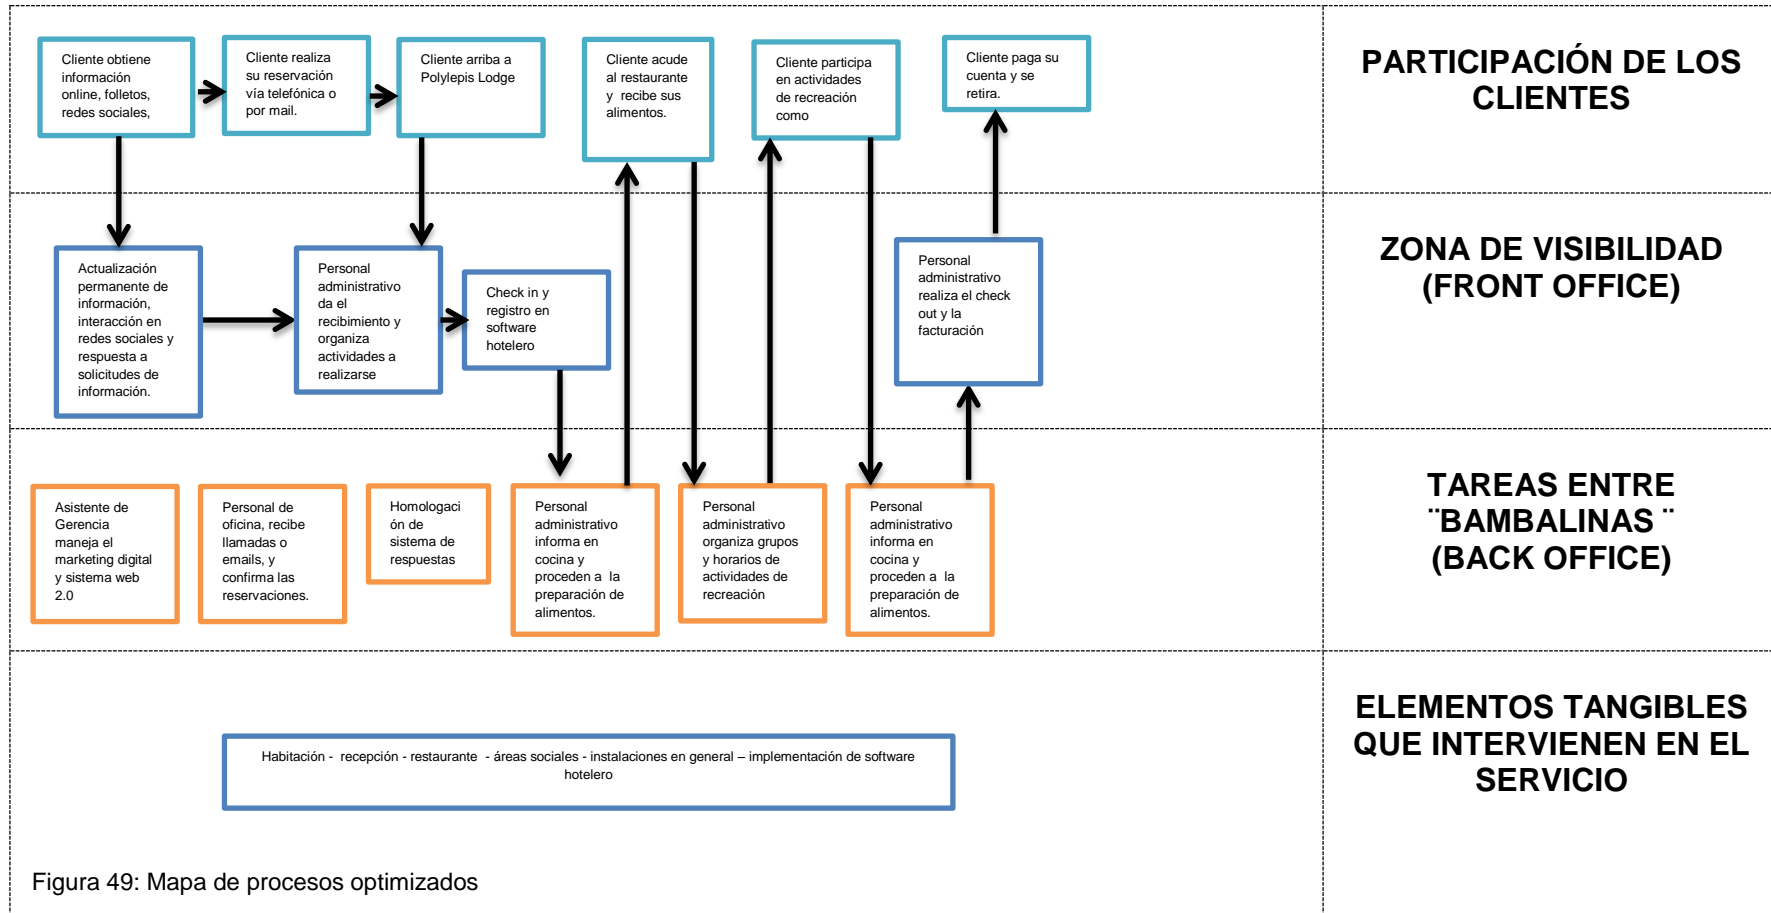 Cliente obtiene
información
online, folletos,
redes sociales,
Cliente realiza
su reservación
vía telefónica o
por mail.
Cliente arriba a
Polylepis Lodge
Cliente acude
al restaurante
y  recibe sus
alimentos.
Cliente participa
en actividades
de recreación
como
Cliente paga su
cuenta y se
retira.
PARTICIPACIÓN DE LOS
CLIENTES
Actualización
permanente de
información,
interacción en
redes sociales y
respuesta a
solicitudes de
información.
Personal
administrativo
da el
recibimiento y
organiza
actividades a
realizarse
Check in y
registro en
software
hotelero
Personal
administrativo
realiza el check
out y la
facturación
ZONA DE VISIBILIDAD
(FRONT OFFICE)
Asistente de
Gerencia
maneja el
marketing digital
y sistema web
2.0
Personal de
oficina, recibe
llamadas o
emails, y
confirma las
reservaciones.
Homologaci
ón de
sistema de
respuestas
Personal
administrativo
informa en
cocina y
proceden a  la
preparación de
alimentos.
Personal
administrativo
organiza grupos
y horarios de
actividades de
recreación
Personal
administrativo
informa en
cocina y
proceden a  la
preparación de
alimentos.
TAREAS ENTRE
¨BAMBALINAS ¨
(BACK OFFICE)
Habitación -  recepción - restaurante  - áreas sociales - instalaciones en general – implementación de software
hotelero
ELEMENTOS TANGIBLES
QUE INTERVIENEN EN EL
SERVICIO
Figura 49: Mapa de procesos optimizados